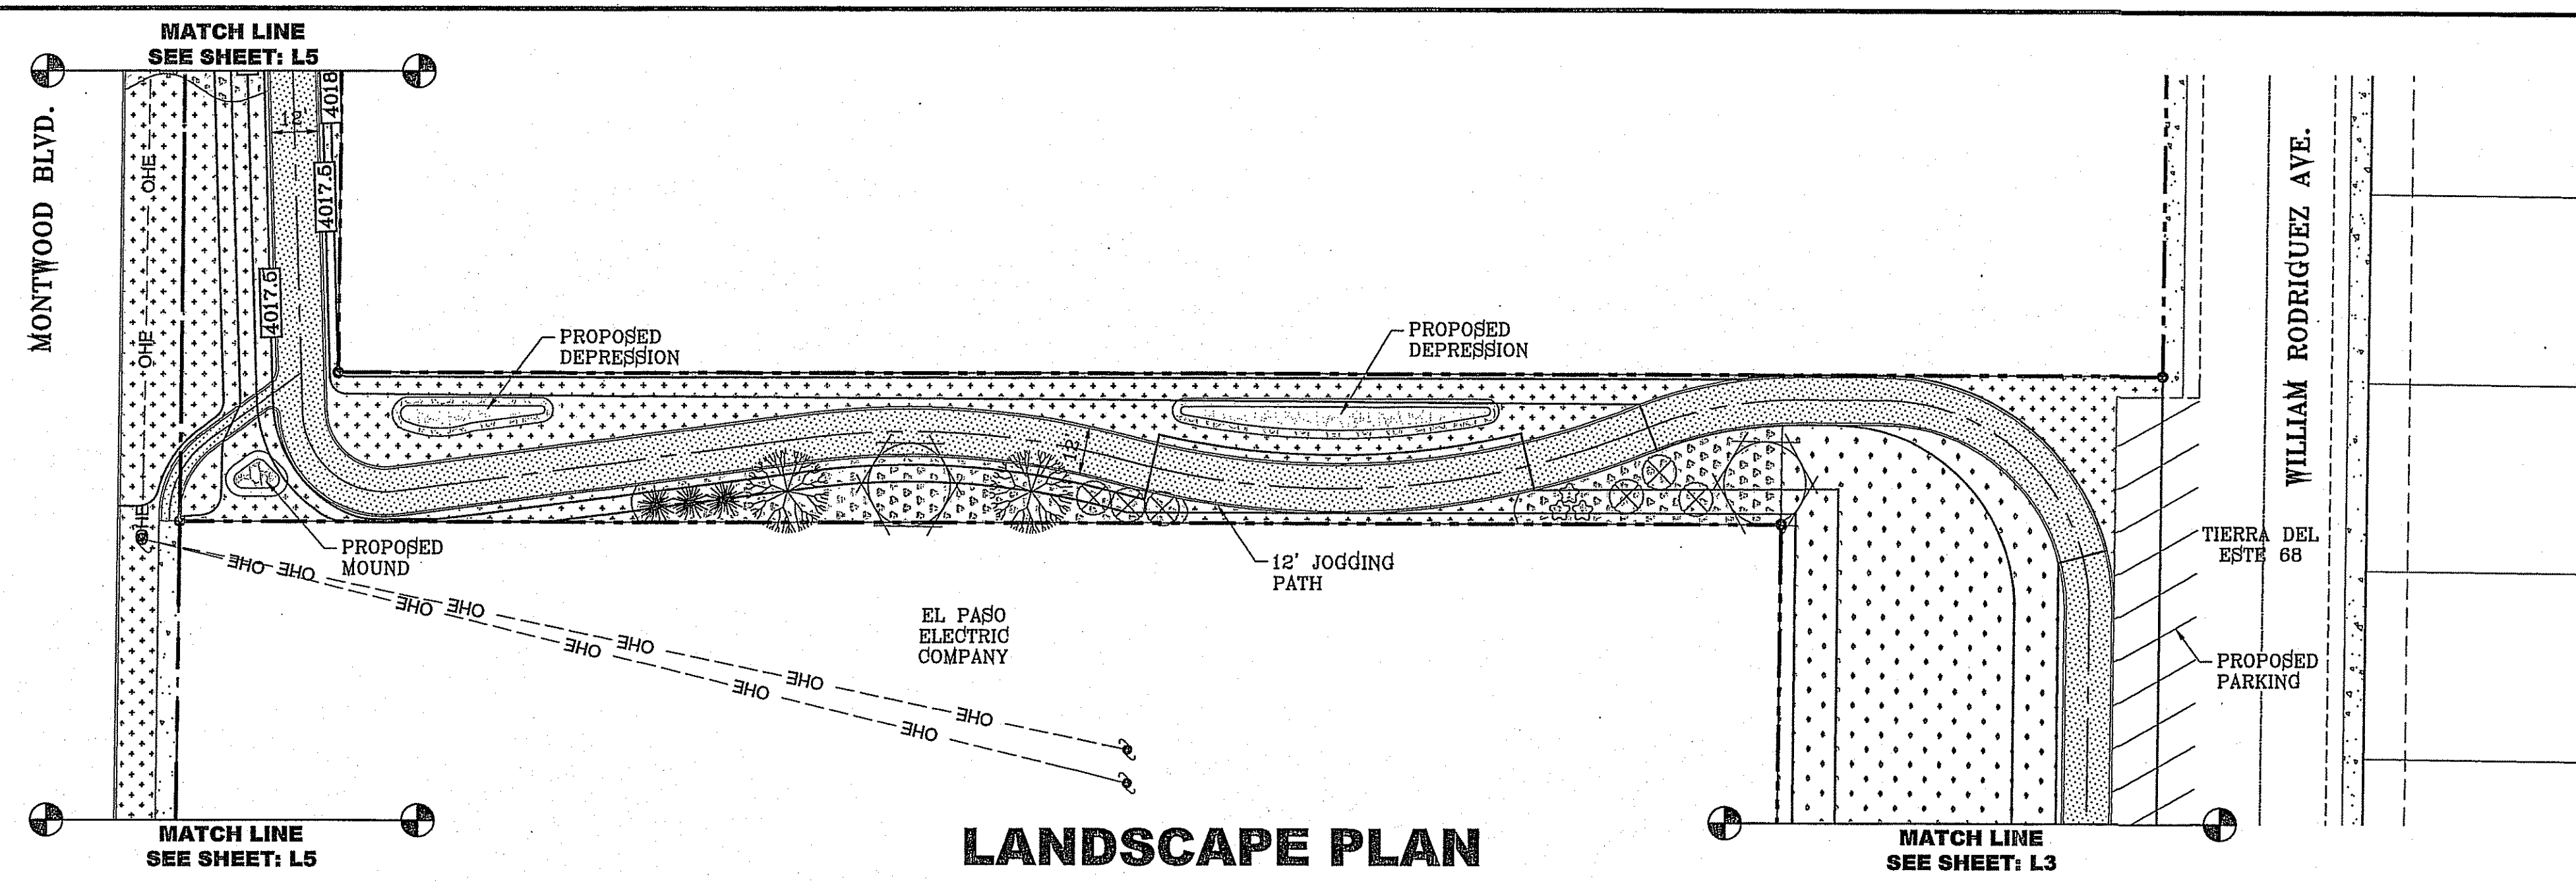 MATCH LINE
SEE SHEET: L5
MONTWOOD BLVD.
OHE
OHE
OHE
12'
4018
4017.5
4017.5
PROPOSED
DEPRESSION
PROPOSED
DEPRESSION
WILLIAM RODRIGUEZ AVE.
12'
PROPOSED
MOUND
12' JOGGING
PATH
TIERRA DEL
ESTE 68
EL PASO
ELECTRIC
COMPANY
PROPOSED
PARKING
OHE OHE
OHE OHE
OHE
OHE
OHE
OHE
OHE
OHE
MATCH LINE
SEE SHEET: L5
LANDSCAPE PLAN
MATCH LINE
SEE SHEET: L3